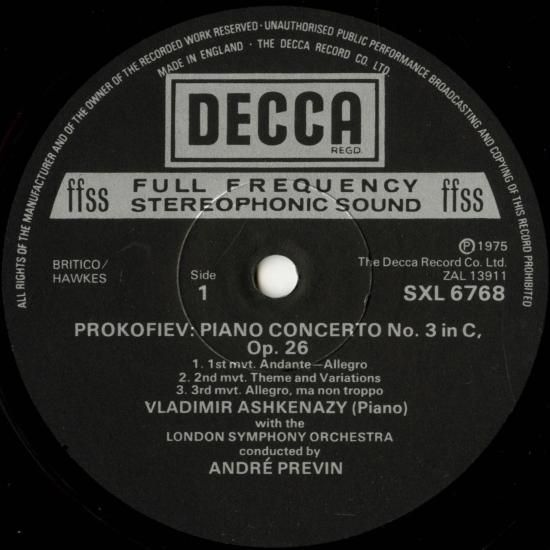 ALL RIGHTS OF THE MANUFACTURER AND OF THE OWNER OF THE RECORDED WORK RESERVED · UNAUTHORISED PUBLIC PERFORMANCE BROADCASTING AND COPYING OF THIS RECORD PROHIBITED
MADE IN ENGLAND · THE DECCA RECORD CO. LTD.
DECCA
REGD.
ffss FULL FREQUENCY ffss
STEREOPHONIC SOUND
℗ 1975
BRITICO/ Side The Decca Record Co. Ltd.
HAWKES 1 ZAL 13911
SXL 6768
PROKOFIEV: PIANO CONCERTO No. 3 in C,
Op. 26
1. 1st mvt. Andante—Allegro
2. 2nd mvt. Theme and Variations
3. 3rd mvt. Allegro, ma non troppo
VLADIMIR ASHKENAZY (Piano)
with the
LONDON SYMPHONY ORCHESTRA
conducted by
ANDRÉ PREVIN